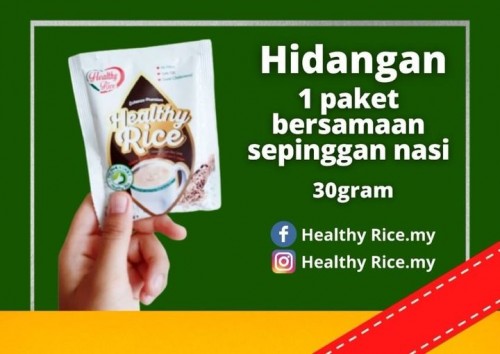 Hidangan
1 paket
bersamaan
sepinggan nasi
30gram
Healthy Rice.my
Healthy Rice.my
Healthy
Rice
Healthy
Rice